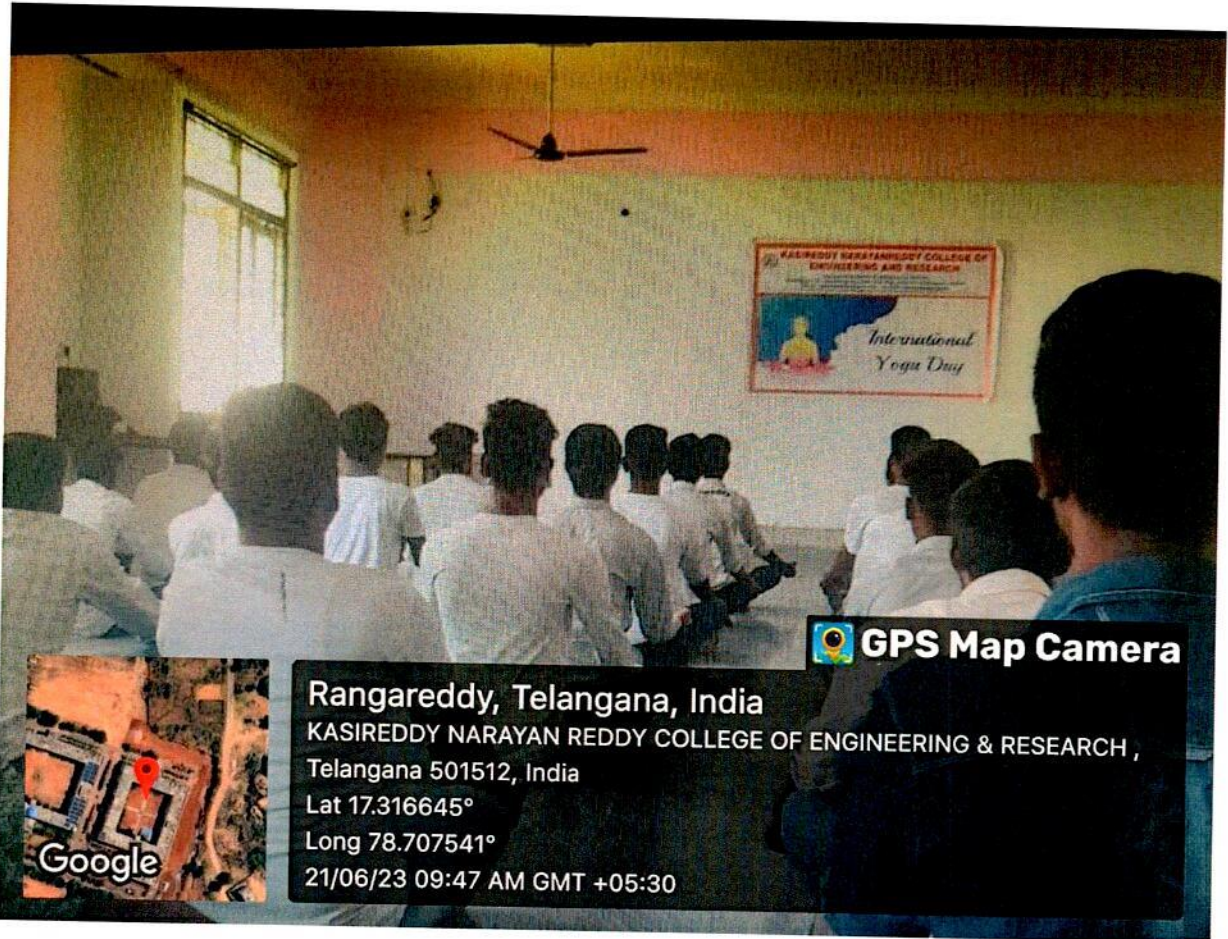 KASIREDDY NARAYANREDDY COLLEGE OF
ENGINEERING AND RESEARCH
International
Yoga Day
GPS Map Camera
Rangareddy, Telangana, India
KASIREDDY NARAYAN REDDY COLLEGE OF ENGINEERING & RESEARCH ,
Telangana 501512, India
Lat 17.316645°
Long 78.707541°
21/06/23 09:47 AM GMT +05:30
Google